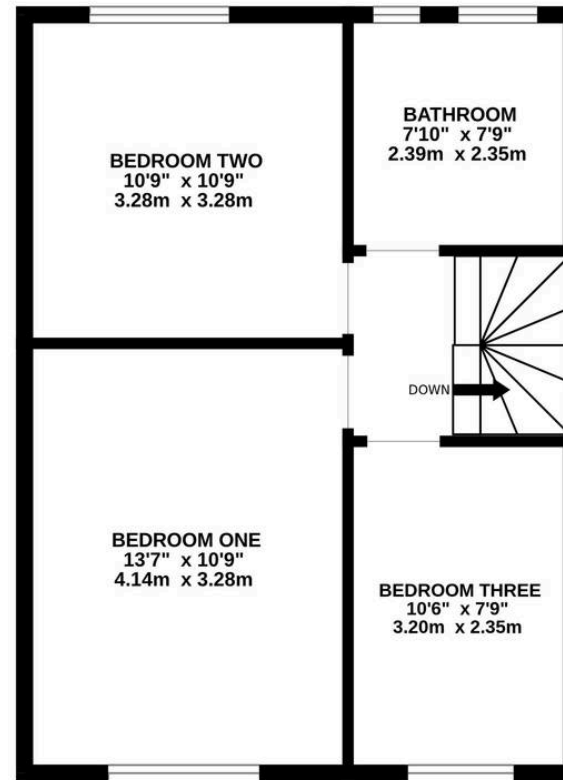 BEDROOM TWO
10'9" x 10'9"
3.28m x 3.28m
BATHROOM
7'10" x 7'9"
2.39m x 2.35m
DOWN
BEDROOM ONE
13'7" x 10'9"
4.14m x 3.28m
BEDROOM THREE
10'6" x 7'9"
3.20m x 2.35m